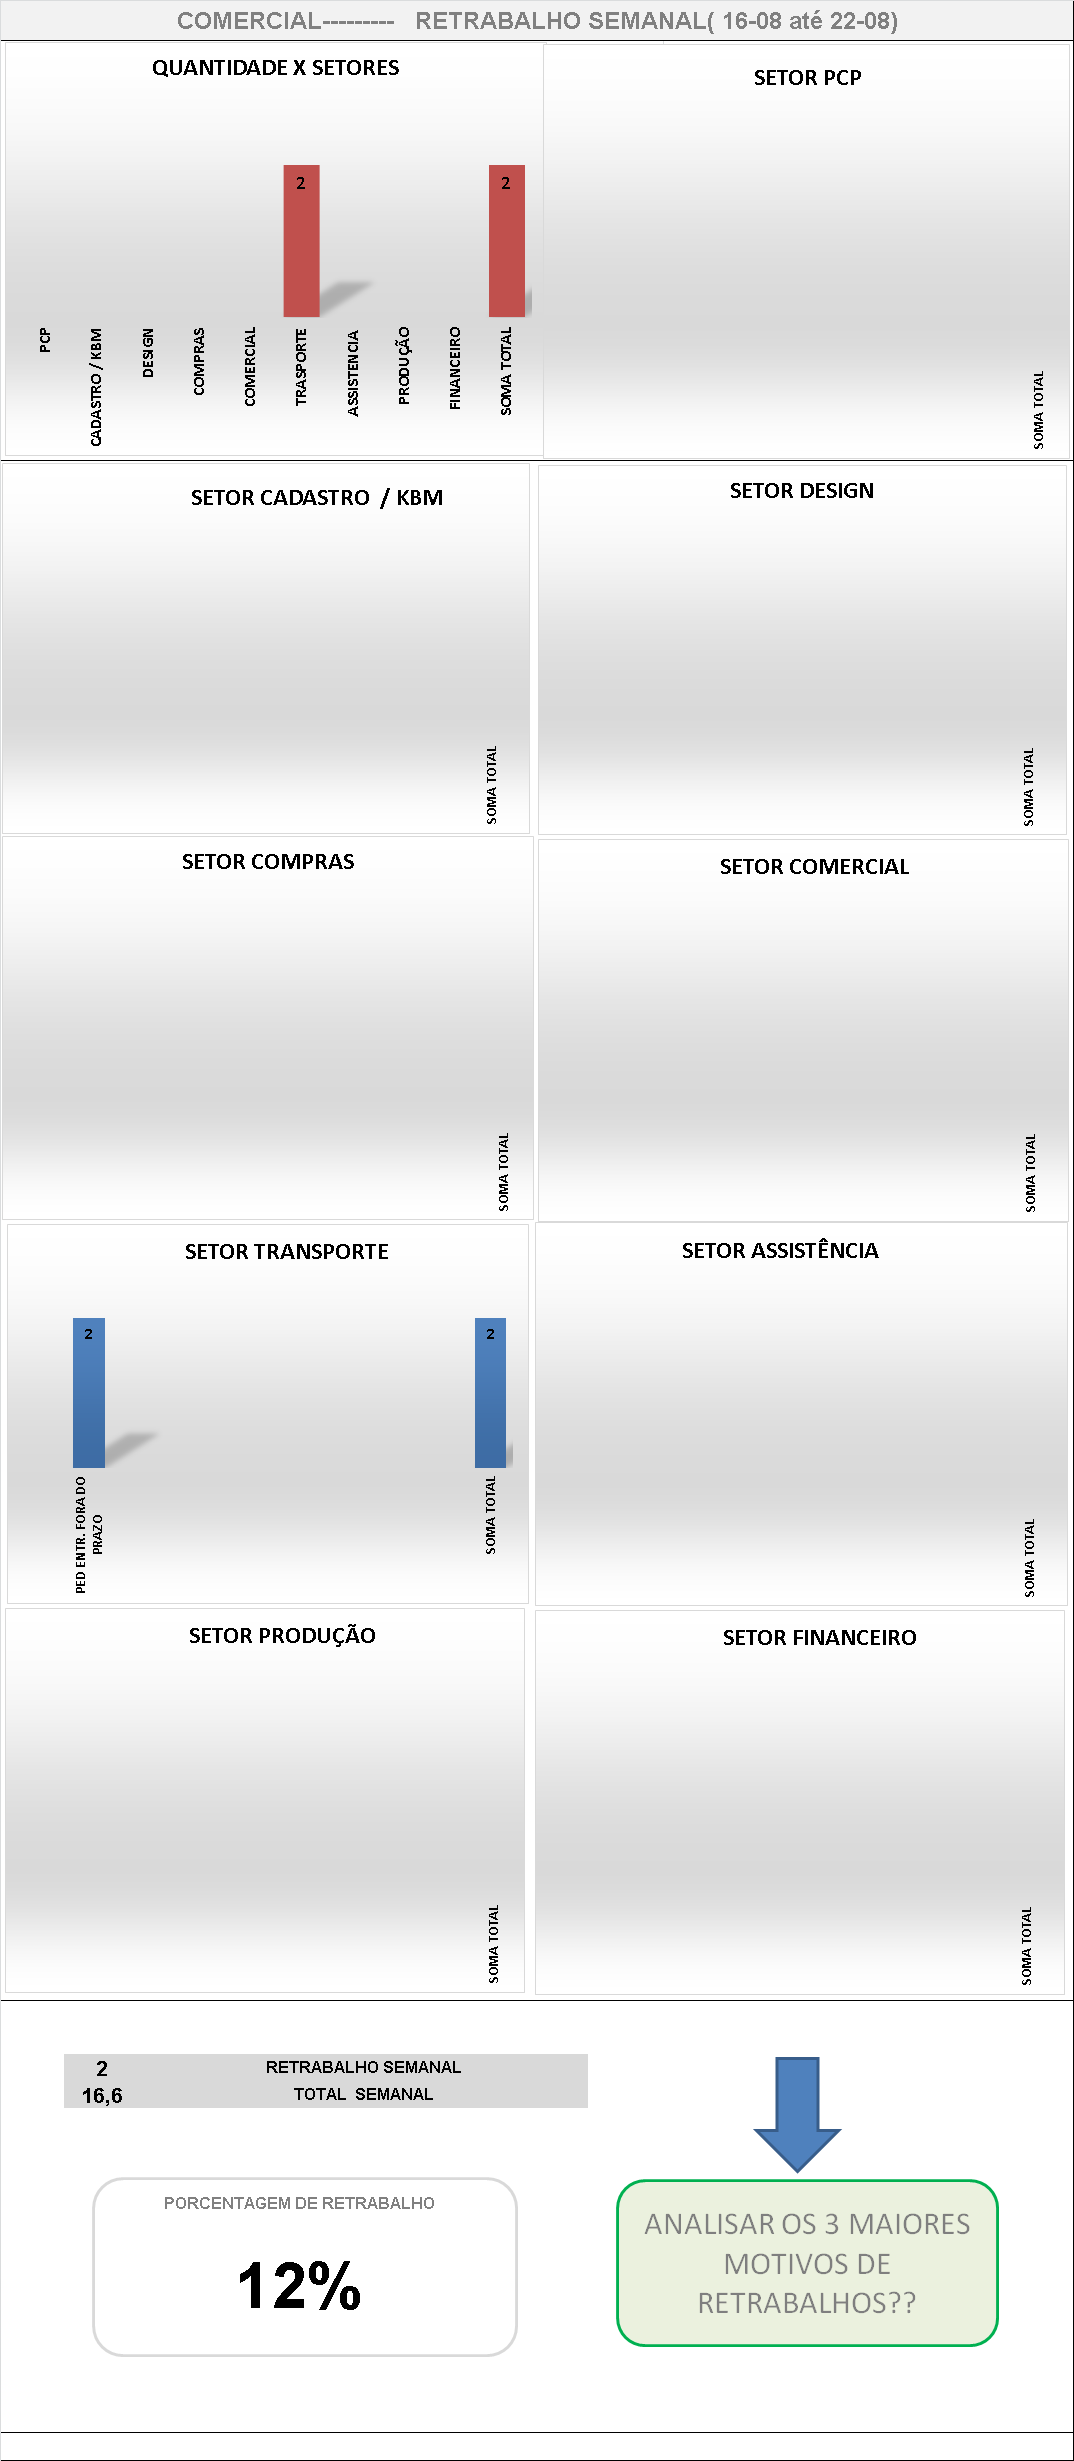 COMERCIAL---------   RETRABALHO SEMANAL( 16-08 até 22-08)
QUANTIDADE X SETORES
2
2
PCP
CADASTRO / KBM
DESIGN
COMPRAS
COMERCIAL
TRASPORTE
ASSISTENCIA
PRODUÇÃO
FINANCEIRO
SOMA TOTAL
SETOR PCP
SOMA TOTAL
SETOR CADASTRO  / KBM
SOMA TOTAL
SETOR DESIGN
SOMA TOTAL
SETOR COMPRAS
SOMA TOTAL
SETOR COMERCIAL
SOMA TOTAL
SETOR TRANSPORTE
2
2
PED ENTR. FORA DO
PRAZO
SOMA TOTAL
SETOR ASSISTÊNCIA
SOMA TOTAL
SETOR PRODUÇÃO
SOMA TOTAL
SETOR FINANCEIRO
SOMA TOTAL
2 RETRABALHO SEMANAL
16,6 TOTAL  SEMANAL
PORCENTAGEM DE RETRABALHO
12%
ANALISAR OS 3 MAIORES
MOTIVOS DE
RETRABALHOS??